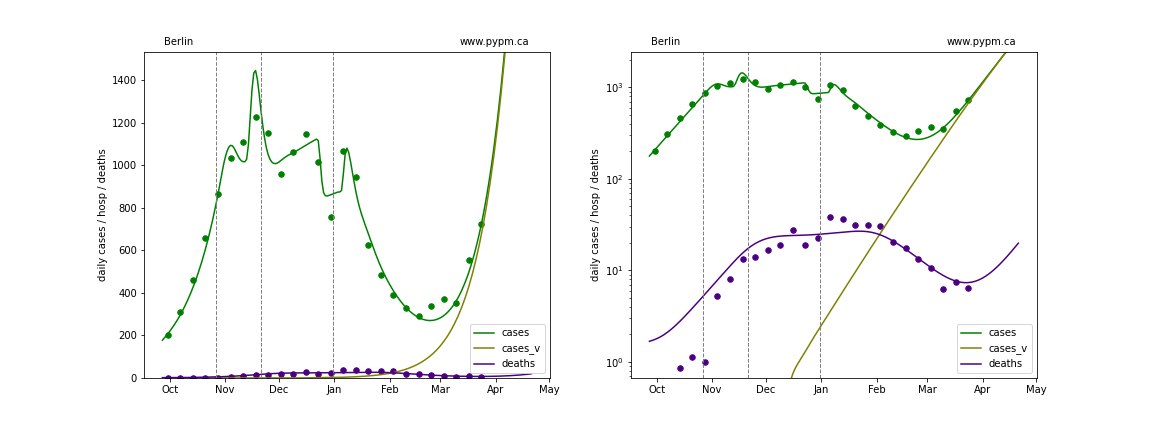 Berlin
www.pypm.ca
daily cases / hosp / deaths
1400
1200
1000
800
600
400
200
0
Oct
Nov
Dec
Jan
Feb
Mar
Apr
May
cases
cases_v
deaths
Berlin
www.pypm.ca
daily cases / hosp / deaths
10³
10²
10¹
10⁰
Oct
Nov
Dec
Jan
Feb
Mar
Apr
May
cases
cases_v
deaths